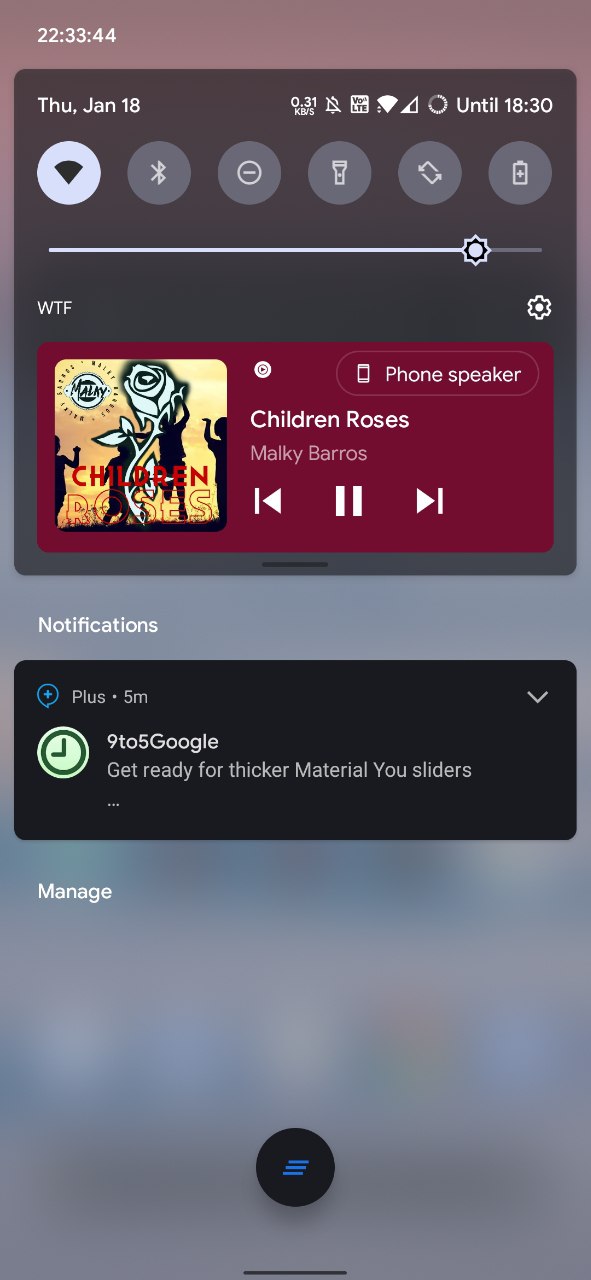 22:33:44
Thu, Jan 18
0.31
KB/S
Vo))
LTE
Until 18:30
WTF
Phone speaker
Children Roses
Malky Barros
MALKY
CHILDREN
ROSES
Notifications
Plus • 5m
9to5Google
Get ready for thicker Material You sliders
…
Manage